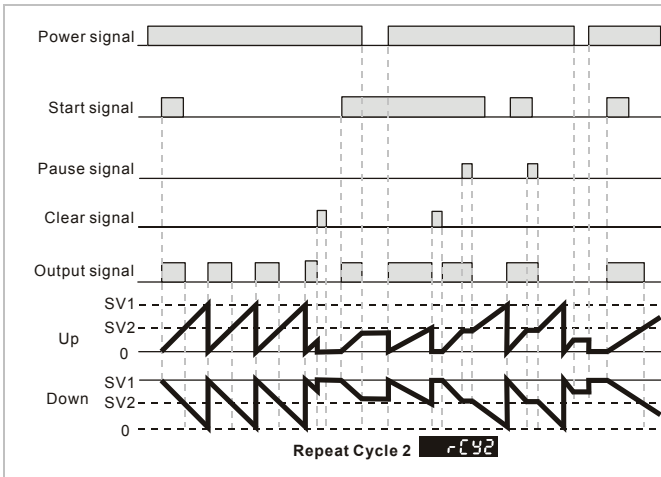 Power signal
Start signal
Pause signal
Clear signal
Output signal
SV1
SV2
Up
0
SV1
Down
SV2
0
Repeat Cycle 2 rCY2